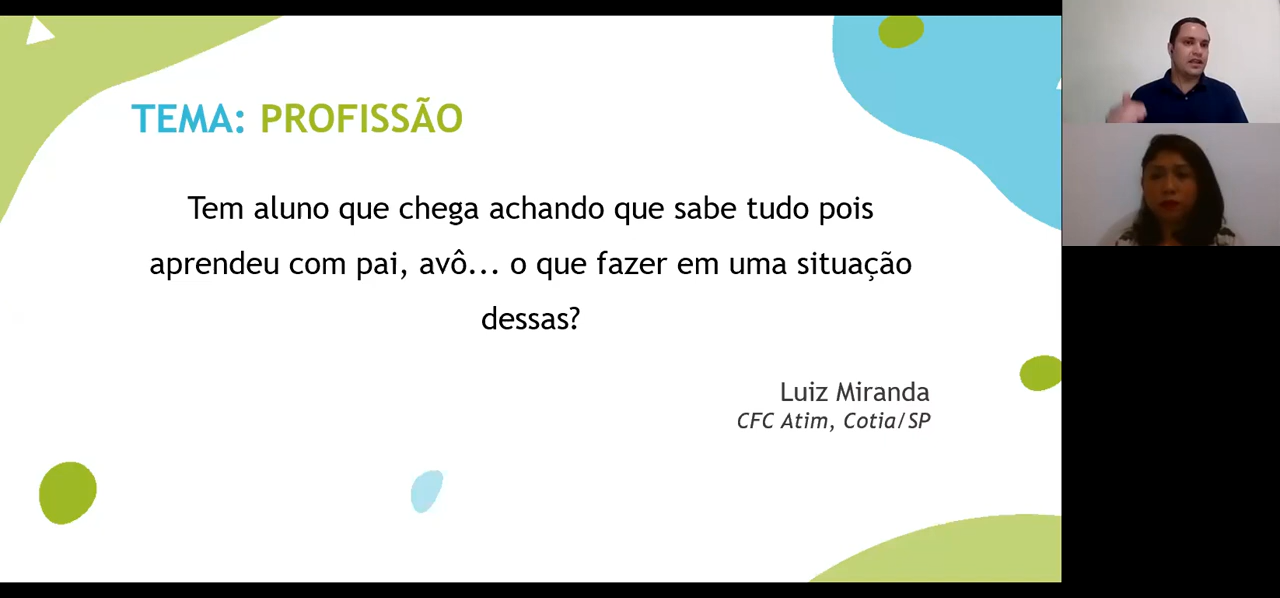 TEMA: PROFISSÃO
Tem aluno que chega achando que sabe tudo pois
aprendeu com pai, avô... o que fazer em uma situação
dessas?
Luiz Miranda
CFC Atim, Cotia/SP